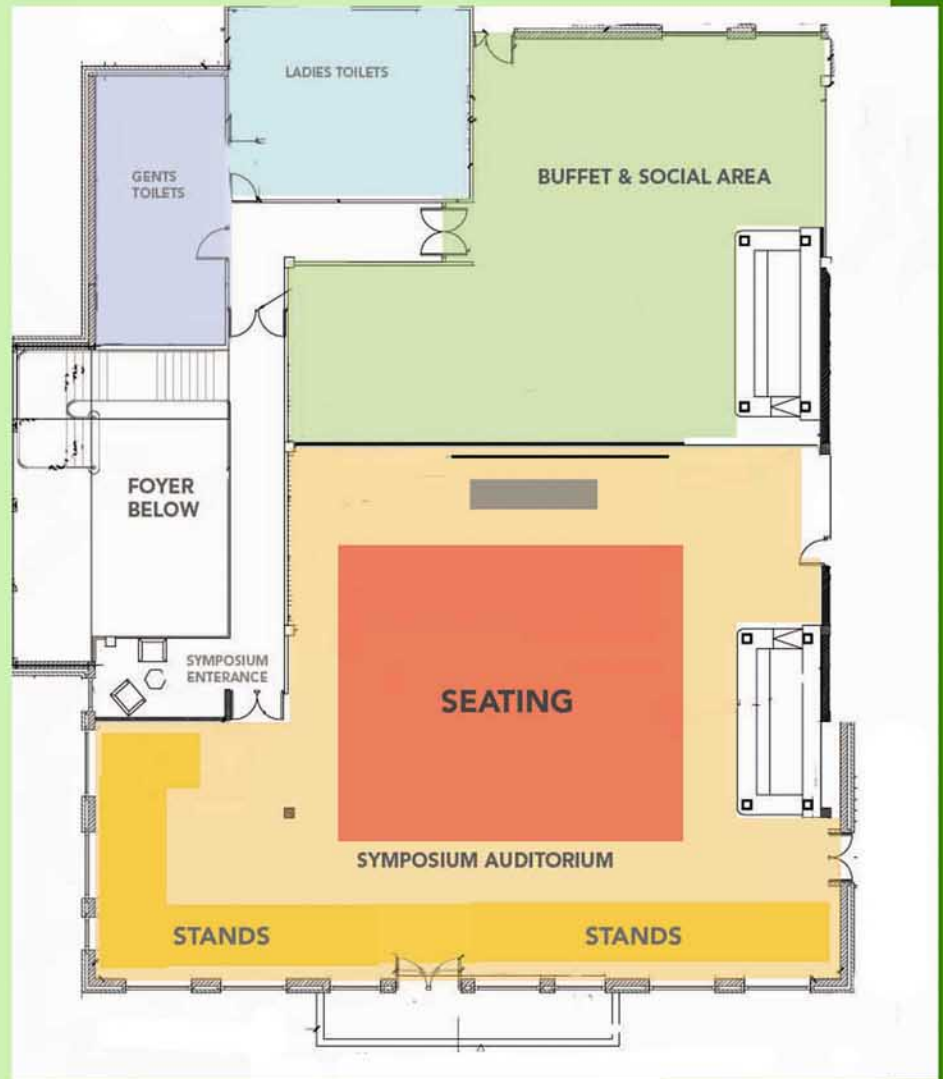 LADIES TOILETS
GENTS
TOILETS
BUFFET & SOCIAL AREA
FOYER
BELOW
SYMPOSIUM
ENTERANCE
SEATING
SYMPOSIUM AUDITORIUM
STANDS
STANDS